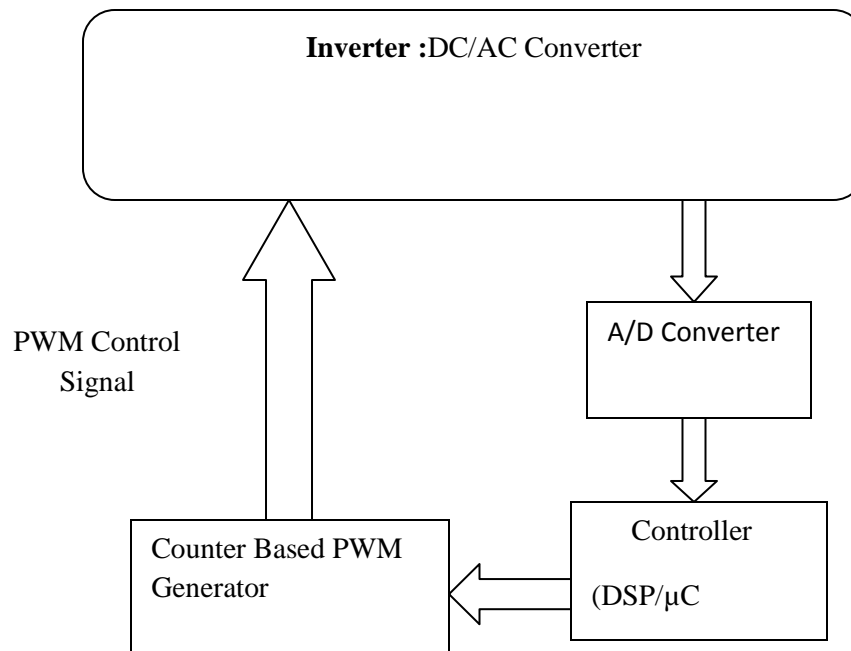 Inverter :DC/AC Converter
A/D Converter
PWM Control
Signal
Counter Based PWM
Generator
Controller
(DSP/µC